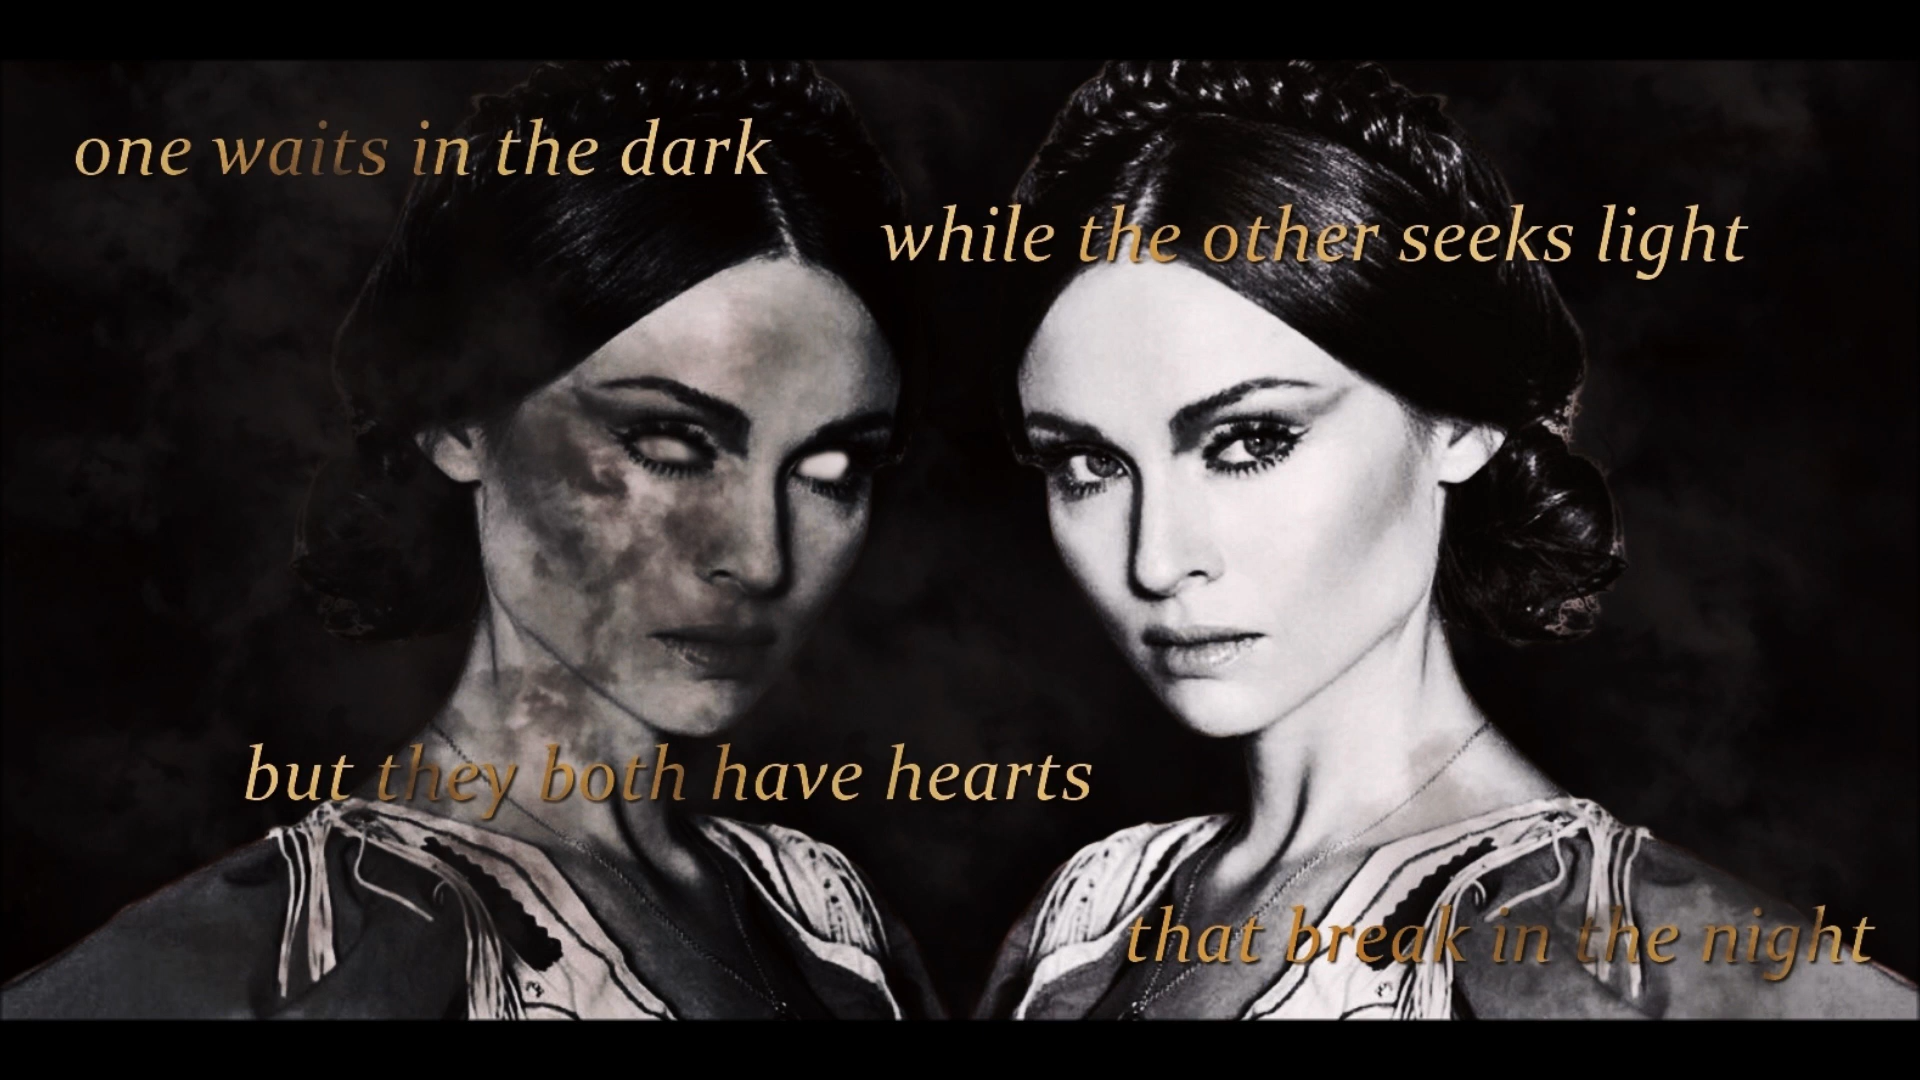 one waits in the dark
while the other seeks light
but they both have hearts
that break in the night